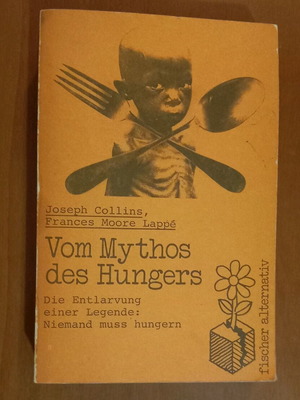 Joseph Collins,
Frances Moore Lappé
Vom Mythos
des Hungers
Die Entlarvung
einer Legende:
Niemand muss hungern
fischer alternativ